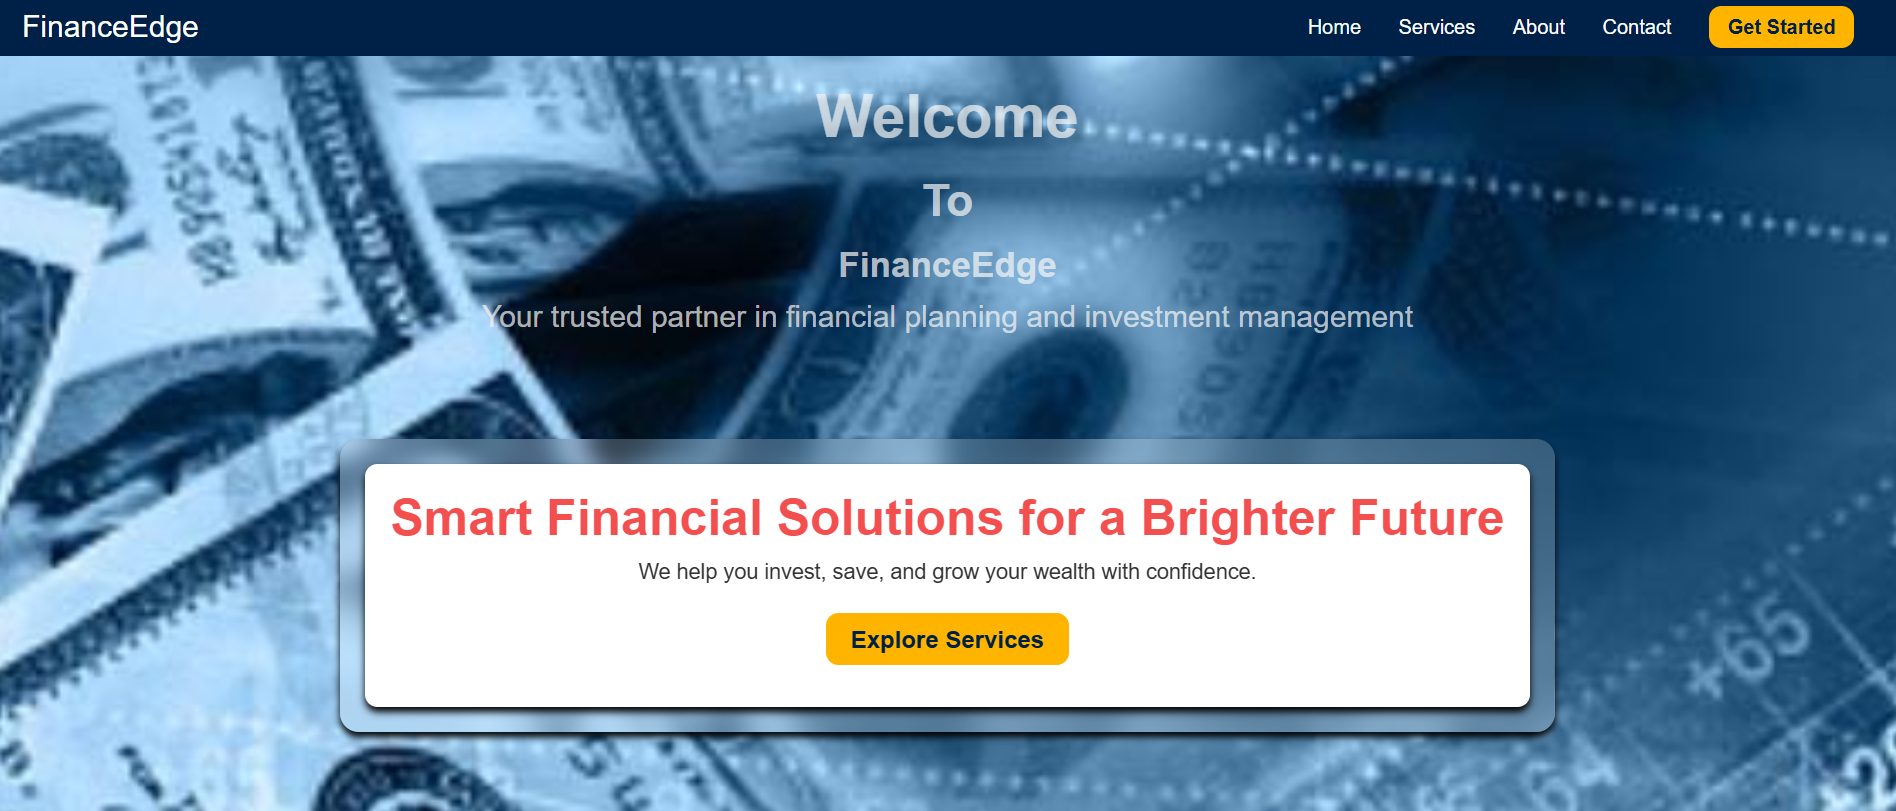 FinanceEdge
Home Services About Contact Get Started
Welcome
To
FinanceEdge
Your trusted partner in financial planning and investment management
Smart Financial Solutions for a Brighter Future
We help you invest, save, and grow your wealth with confidence.
Explore Services
+65
64